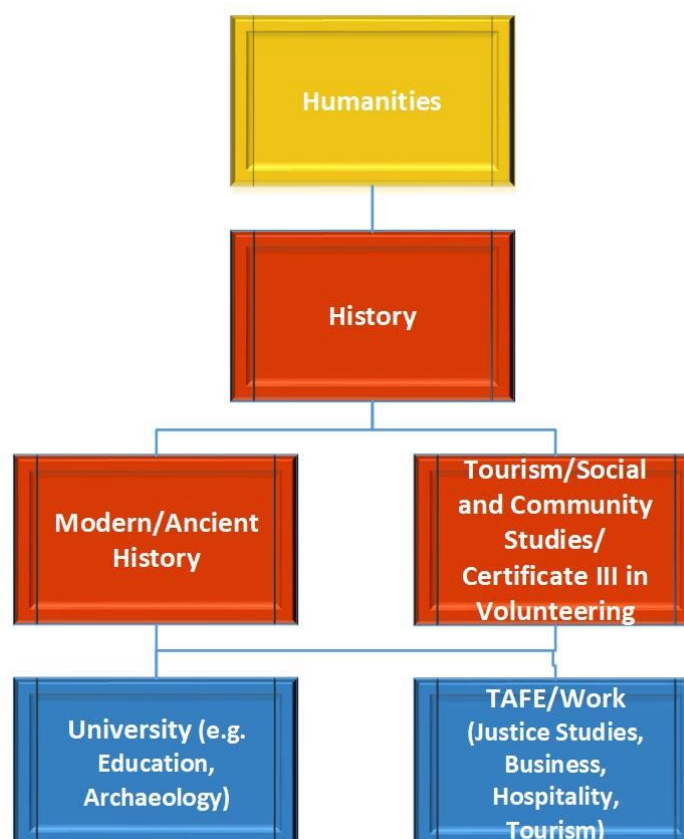 Humanities
History
Modern/Ancient
History
Tourism/Social
and Community
Studies/
Certificate III in
Volunteering
University (e.g.
Education,
Archaeology)
TAFE/Work
(Justice Studies,
Business,
Hospitality,
Tourism)